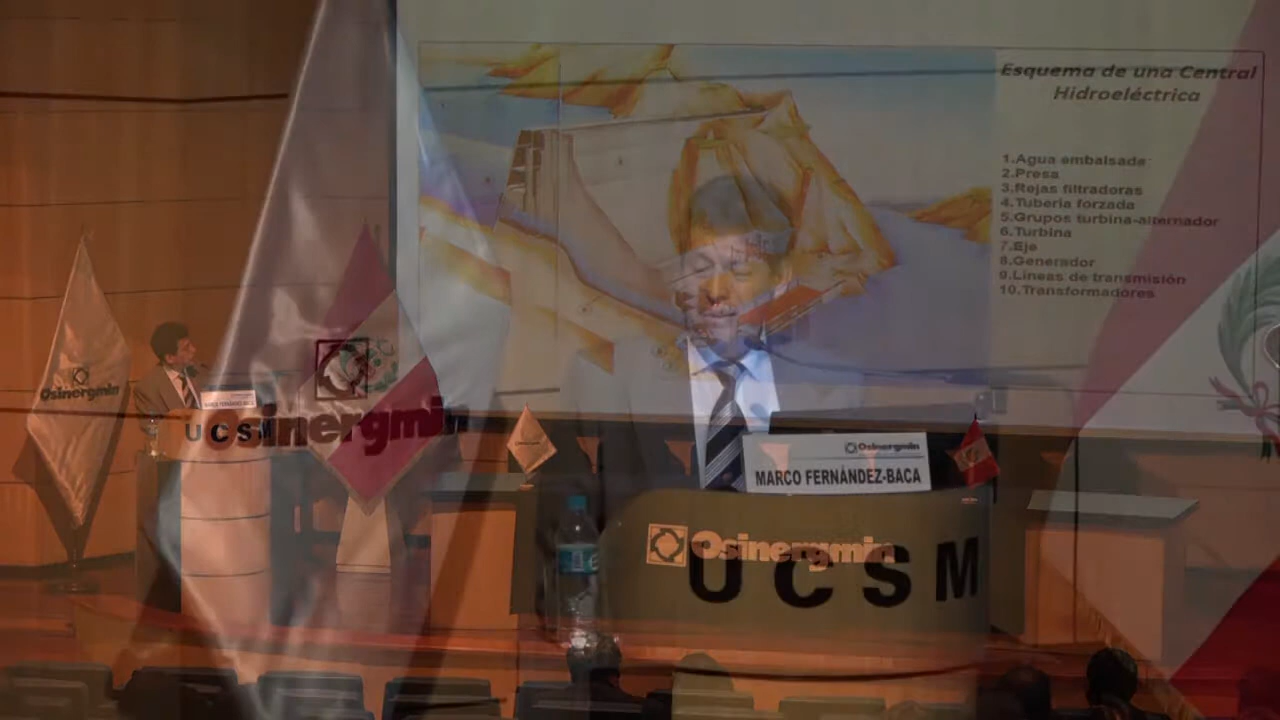 Esquema de una Central
Hidroeléctrica
1.Agua embalsada
2.Presa
3.Rejas filtradoras
4.Tubería forzada
5.Grupos turbina-alternador
6.Turbina
7.Eje
8.Generador
9.Líneas de transmisión
10.Transformadores
Osinergmin
Osinergmin
UCSM
Osinergmin
MARCO FERNÁNDEZ-BACA
Osinergmin
UCSM